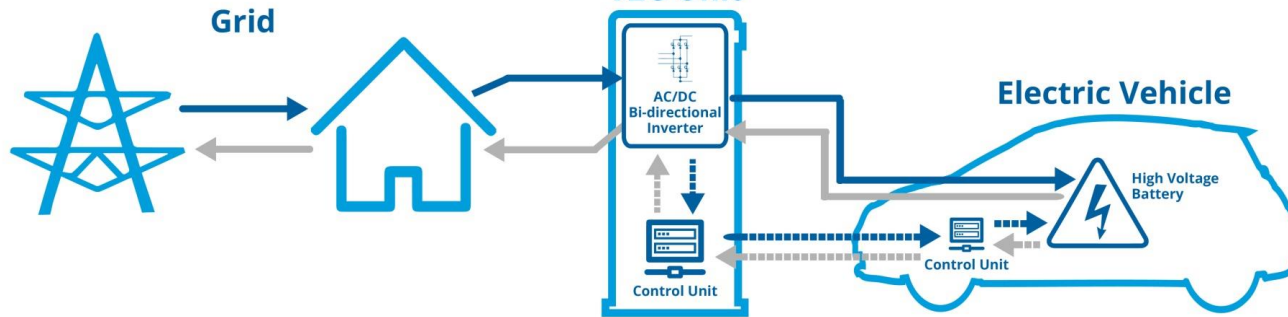 Grid
AC/DC
Bi-directional
Inverter
Electric Vehicle
High Voltage
Battery
Control Unit
Control Unit